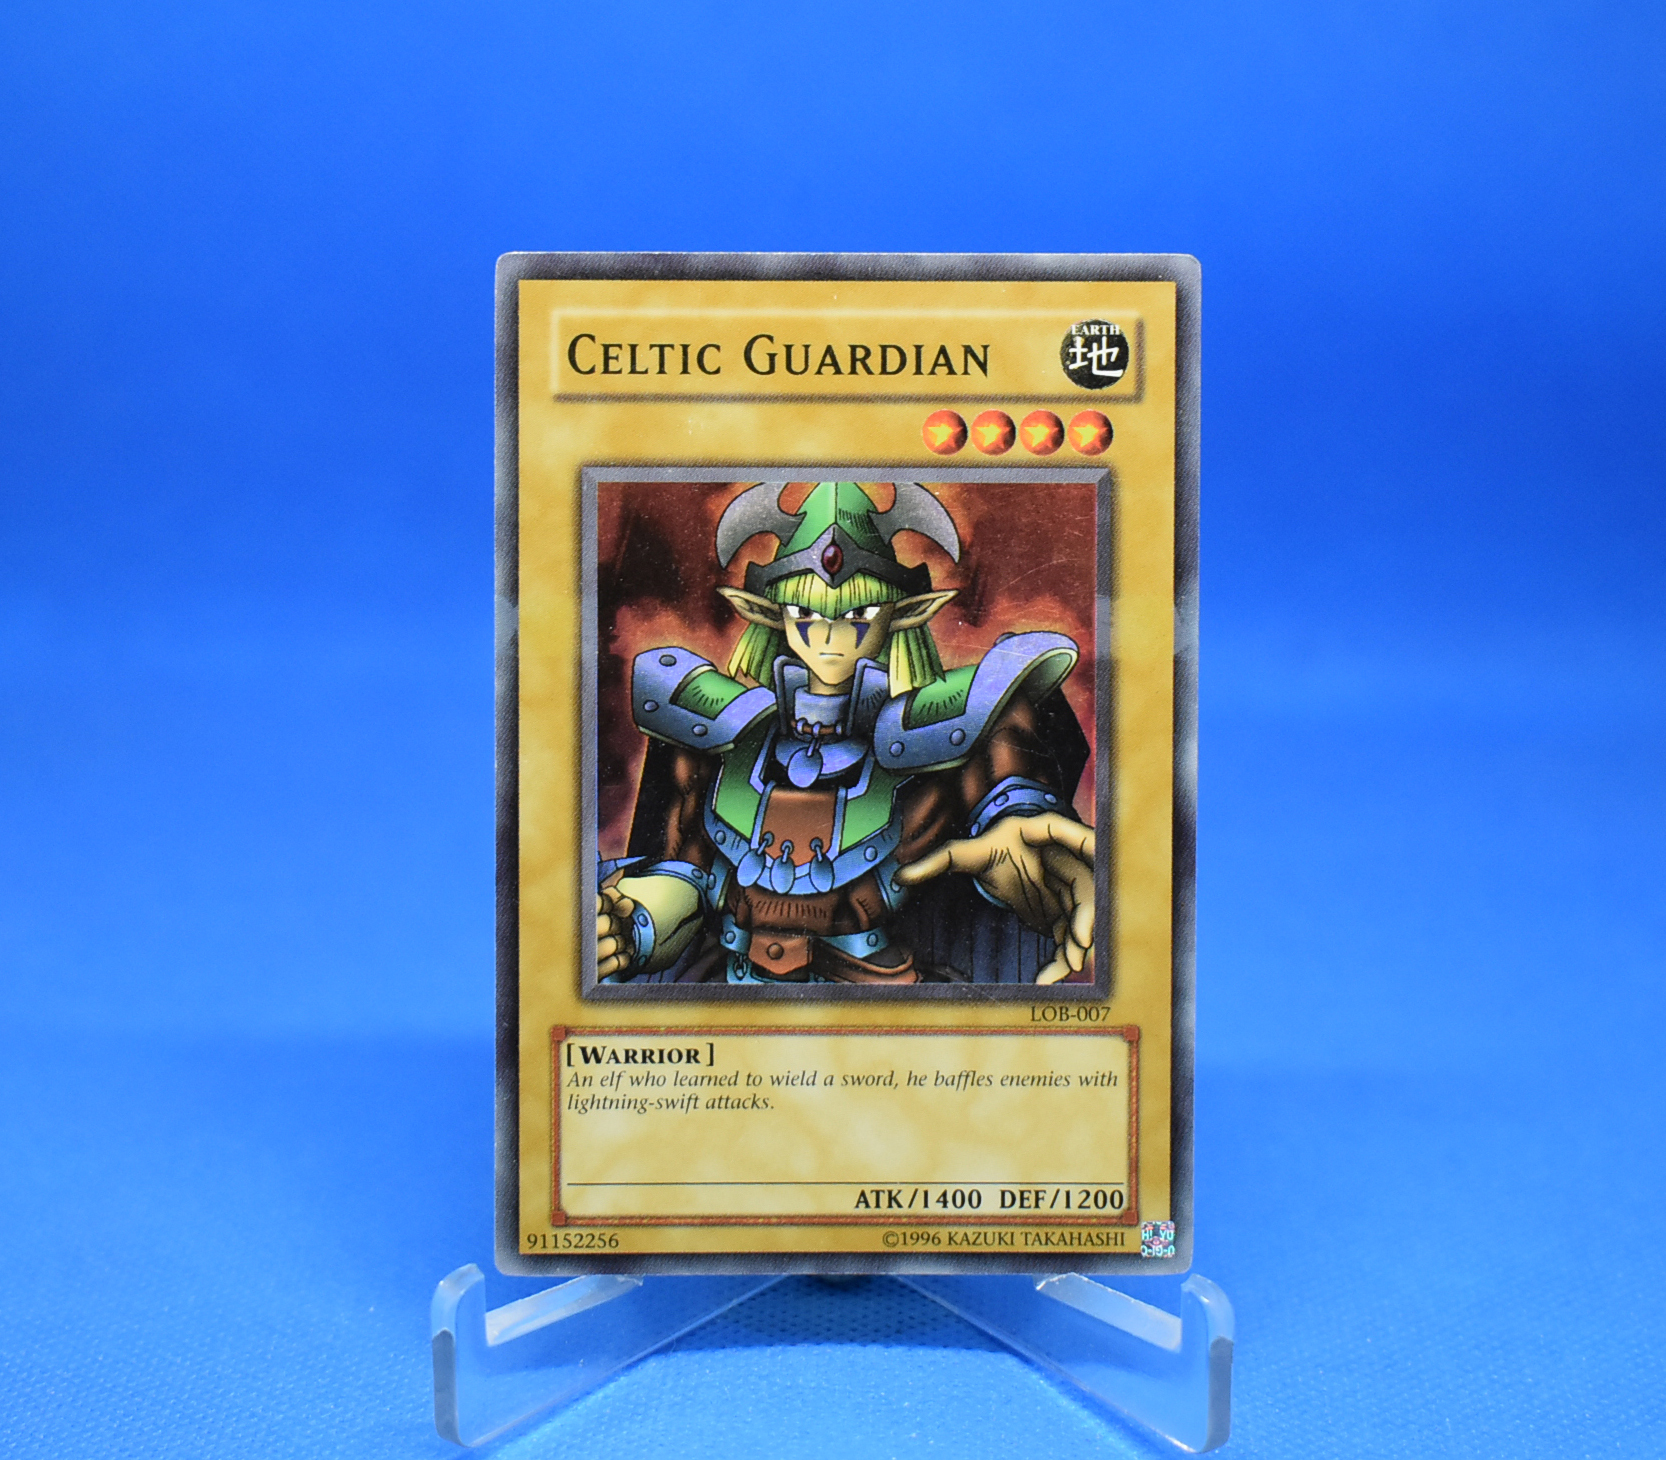 CELTIC GUARDIAN
EARTH
地
LOB-007
[WARRIOR]
An elf who learned to wield a sword, he baffles enemies with
lightning-swift attacks.
ATK/1400 DEF/1200
91152256
©1996 KAZUKI TAKAHASHI